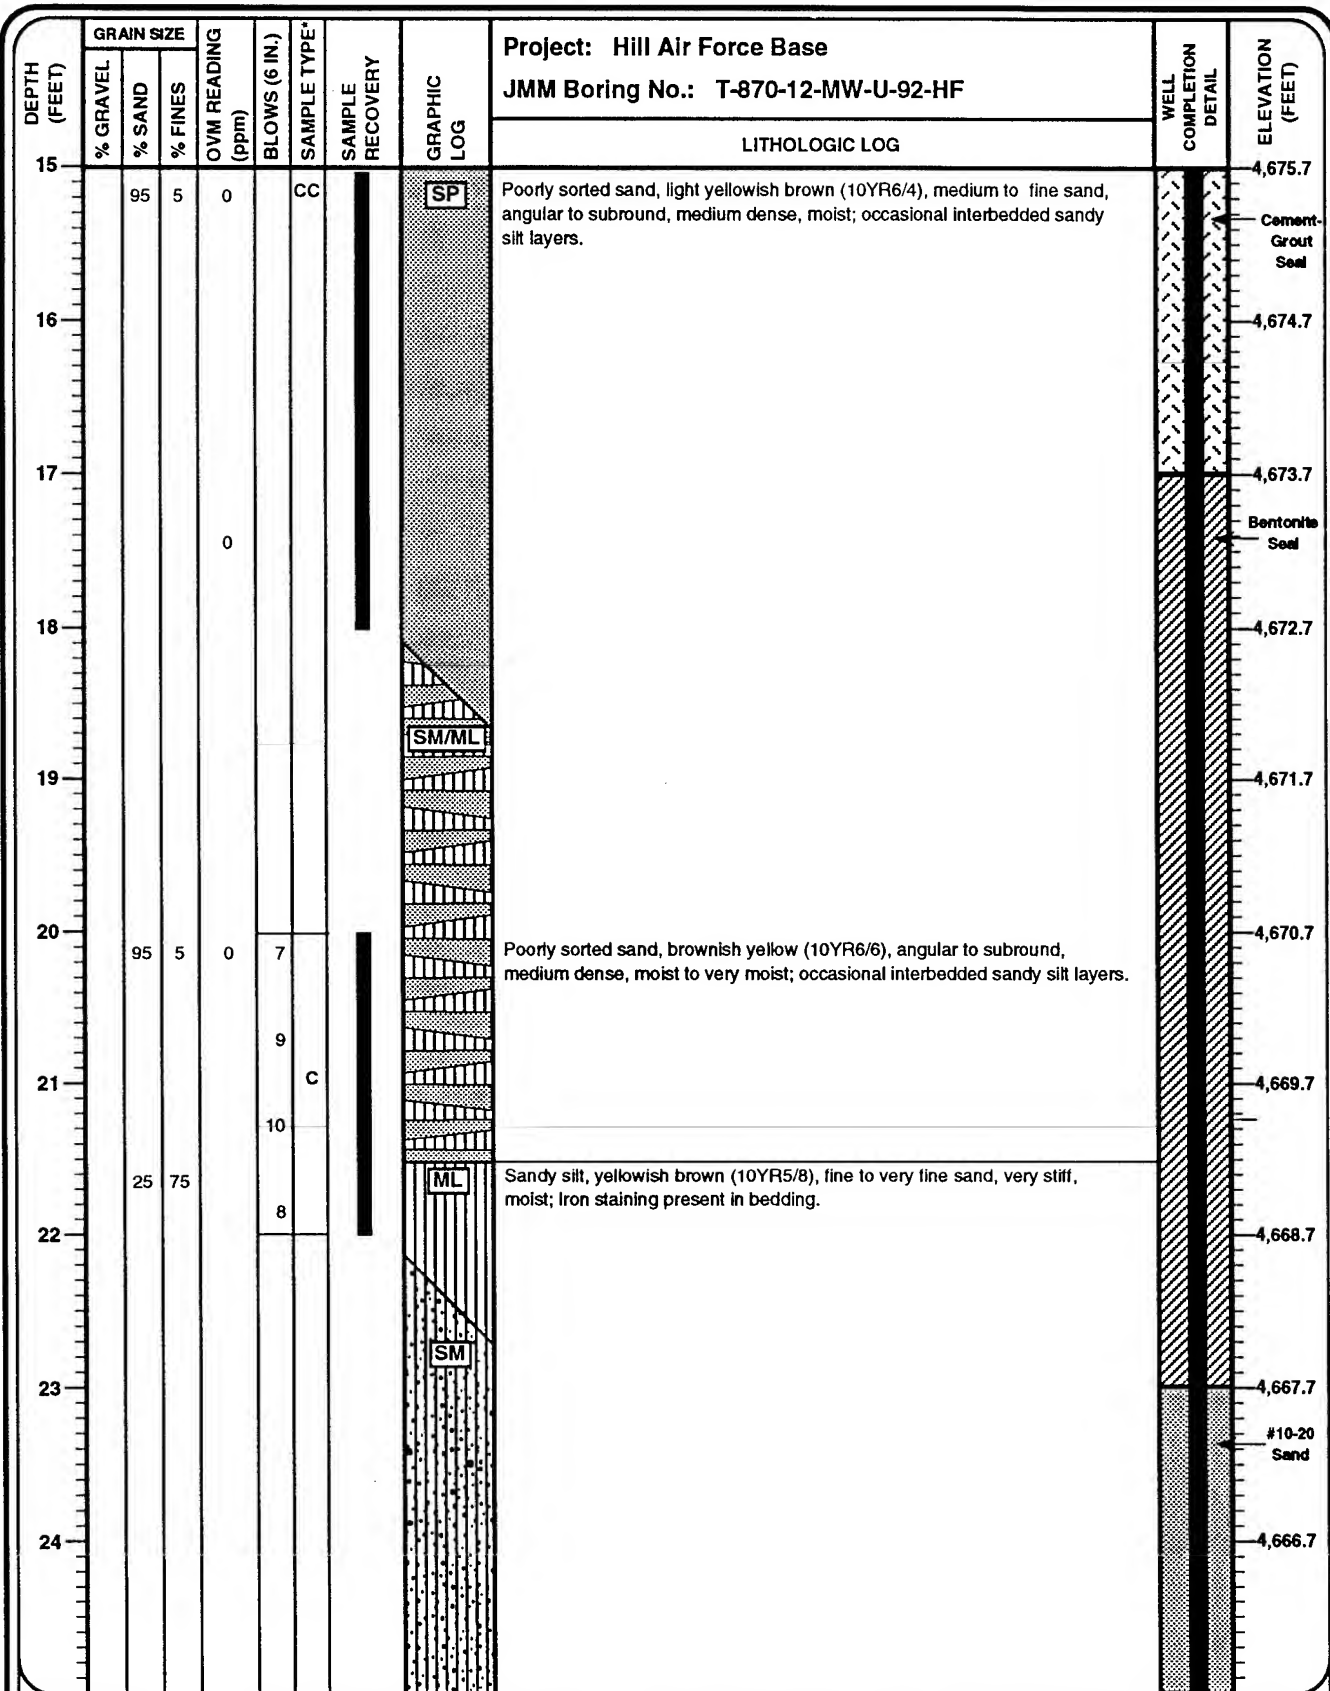 DEPTH
(FEET)
GRAIN SIZE
% GRAVEL
% SAND
% FINES
OVM READING
(ppm)
BLOWS (6 IN.)
SAMPLE TYPE*
SAMPLE
RECOVERY
GRAPHIC
LOG
Project: Hill Air Force Base
JMM Boring No.: T-870-12-MW-U-92-HF
LITHOLOGIC LOG
WELL
COMPLETION
DETAIL
ELEVATION
(FEET)
15
4,675.7
95 5 0 CC
SP
Poorly sorted sand, light yellowish brown (10YR6/4), medium to fine sand,
angular to subround, medium dense, moist; occasional interbedded sandy
silt layers.
Cement-
Grout
Seal
16
4,674.7
17
4,673.7
0
Bentonite
Seal
18
4,672.7
SM/ML
19
4,671.7
20
4,670.7
95 5 0 7
Poorly sorted sand, brownish yellow (10YR6/6), angular to subround,
medium dense, moist to very moist; occasional interbedded sandy silt layers.
9
C
21
4,669.7
10
25 75
ML
Sandy silt, yellowish brown (10YR5/8), fine to very fine sand, very stiff,
moist; Iron staining present in bedding.
8
22
4,668.7
SM
23
4,667.7
#10-20
Sand
24
4,666.7